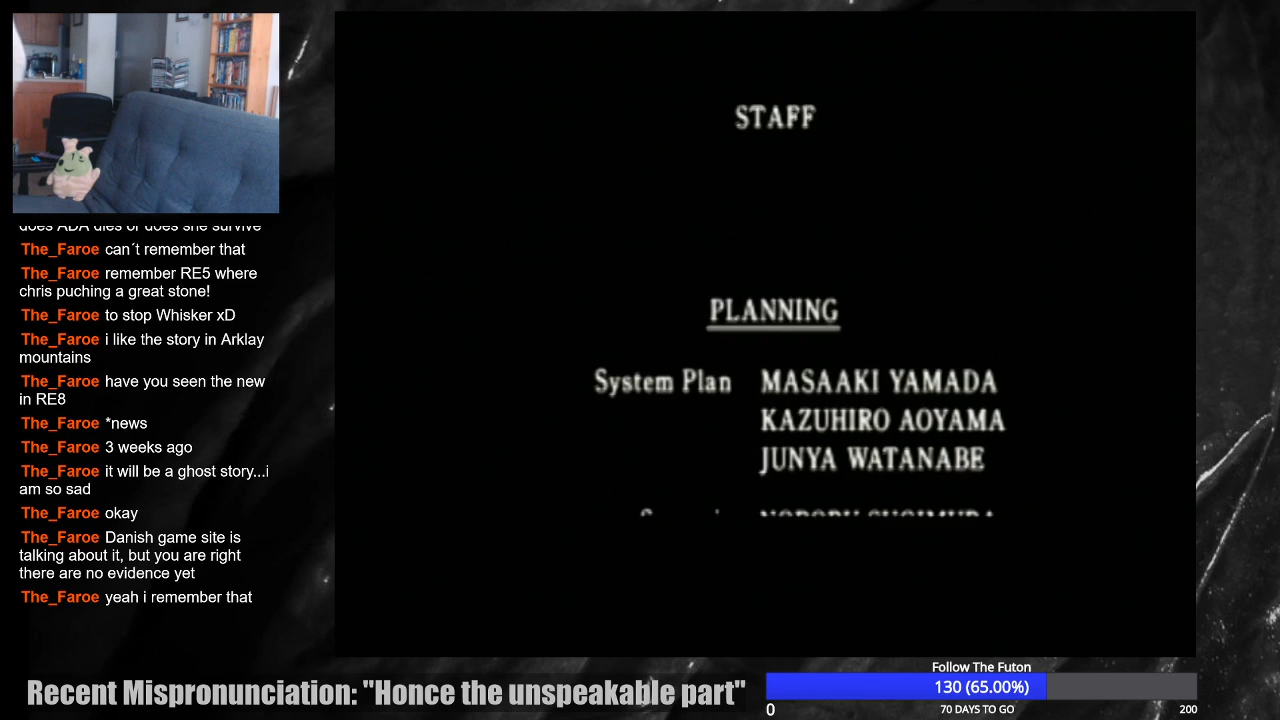 does ADA dies or does she survive
The_Faroe can´t remember that
The_Faroe remember RE5 where
chris puching a great stone!
The_Faroe to stop Whisker xD
The_Faroe i like the story in Arklay
mountains
The_Faroe have you seen the new
in RE8
The_Faroe *news
The_Faroe 3 weeks ago
The_Faroe it will be a ghost story...i
am so sad
The_Faroe okay
The_Faroe Danish game site is
talking about it, but you are right
there are no evidence yet
The_Faroe yeah i remember that
STAFF
PLANNING
System Plan MASAAKI YAMADA
KAZUHIRO AOYAMA
JUNYA WATANABE
Recent Mispronunciation: "Honce the unspeakable part"
Follow The Futon
130 (65.00%)
0 70 DAYS TO GO 200